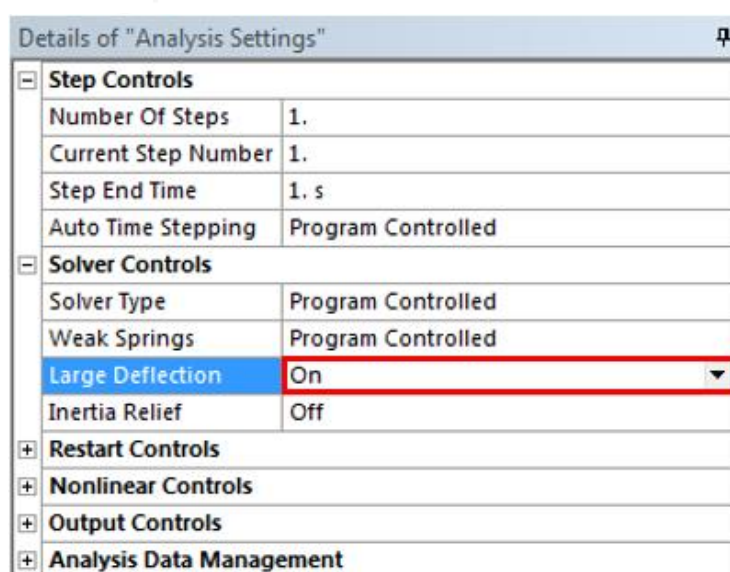 Details of "Analysis Settings"
Step Controls
Number Of Steps 1.
Current Step Number 1.
Step End Time 1. s
Auto Time Stepping Program Controlled
Solver Controls
Solver Type Program Controlled
Weak Springs Program Controlled
Large Deflection On
Inertia Relief Off
Restart Controls
Nonlinear Controls
Output Controls
Analysis Data Management